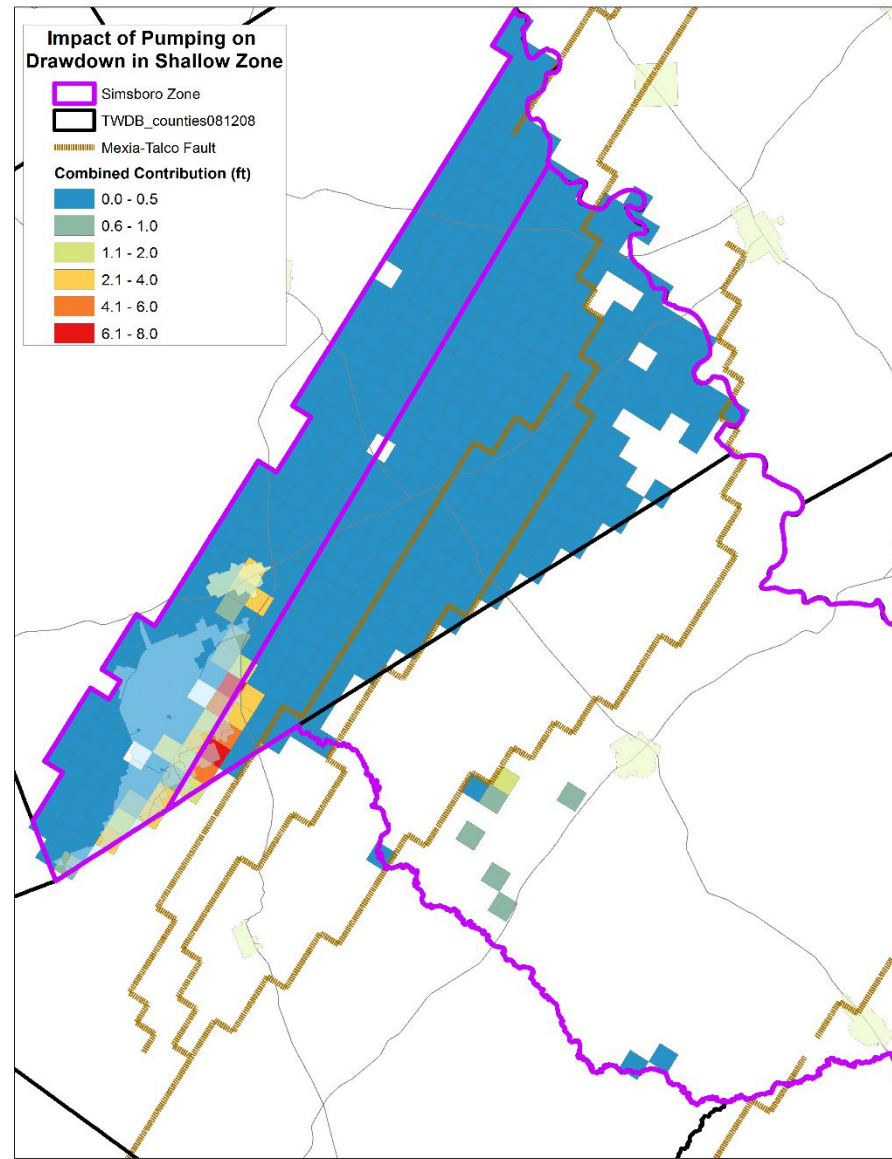 Impact of Pumping on
Drawdown in Shallow Zone
Simsboro Zone
TWDB_counties081208
Mexia-Talco Fault
Combined Contribution (ft)
0.0 - 0.5
0.6 - 1.0
1.1 - 2.0
2.1 - 4.0
4.1 - 6.0
6.1 - 8.0